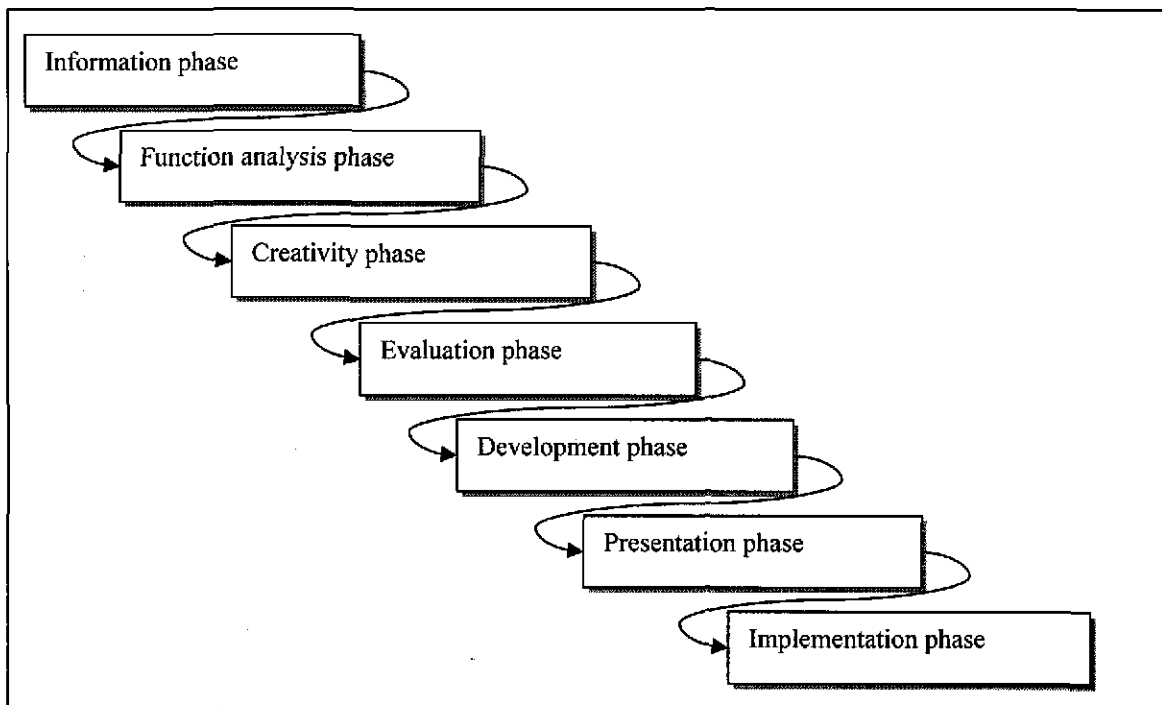 Information phase
Function analysis phase
Creativity phase
Evaluation phase
Development phase
Presentation phase
Implementation phase